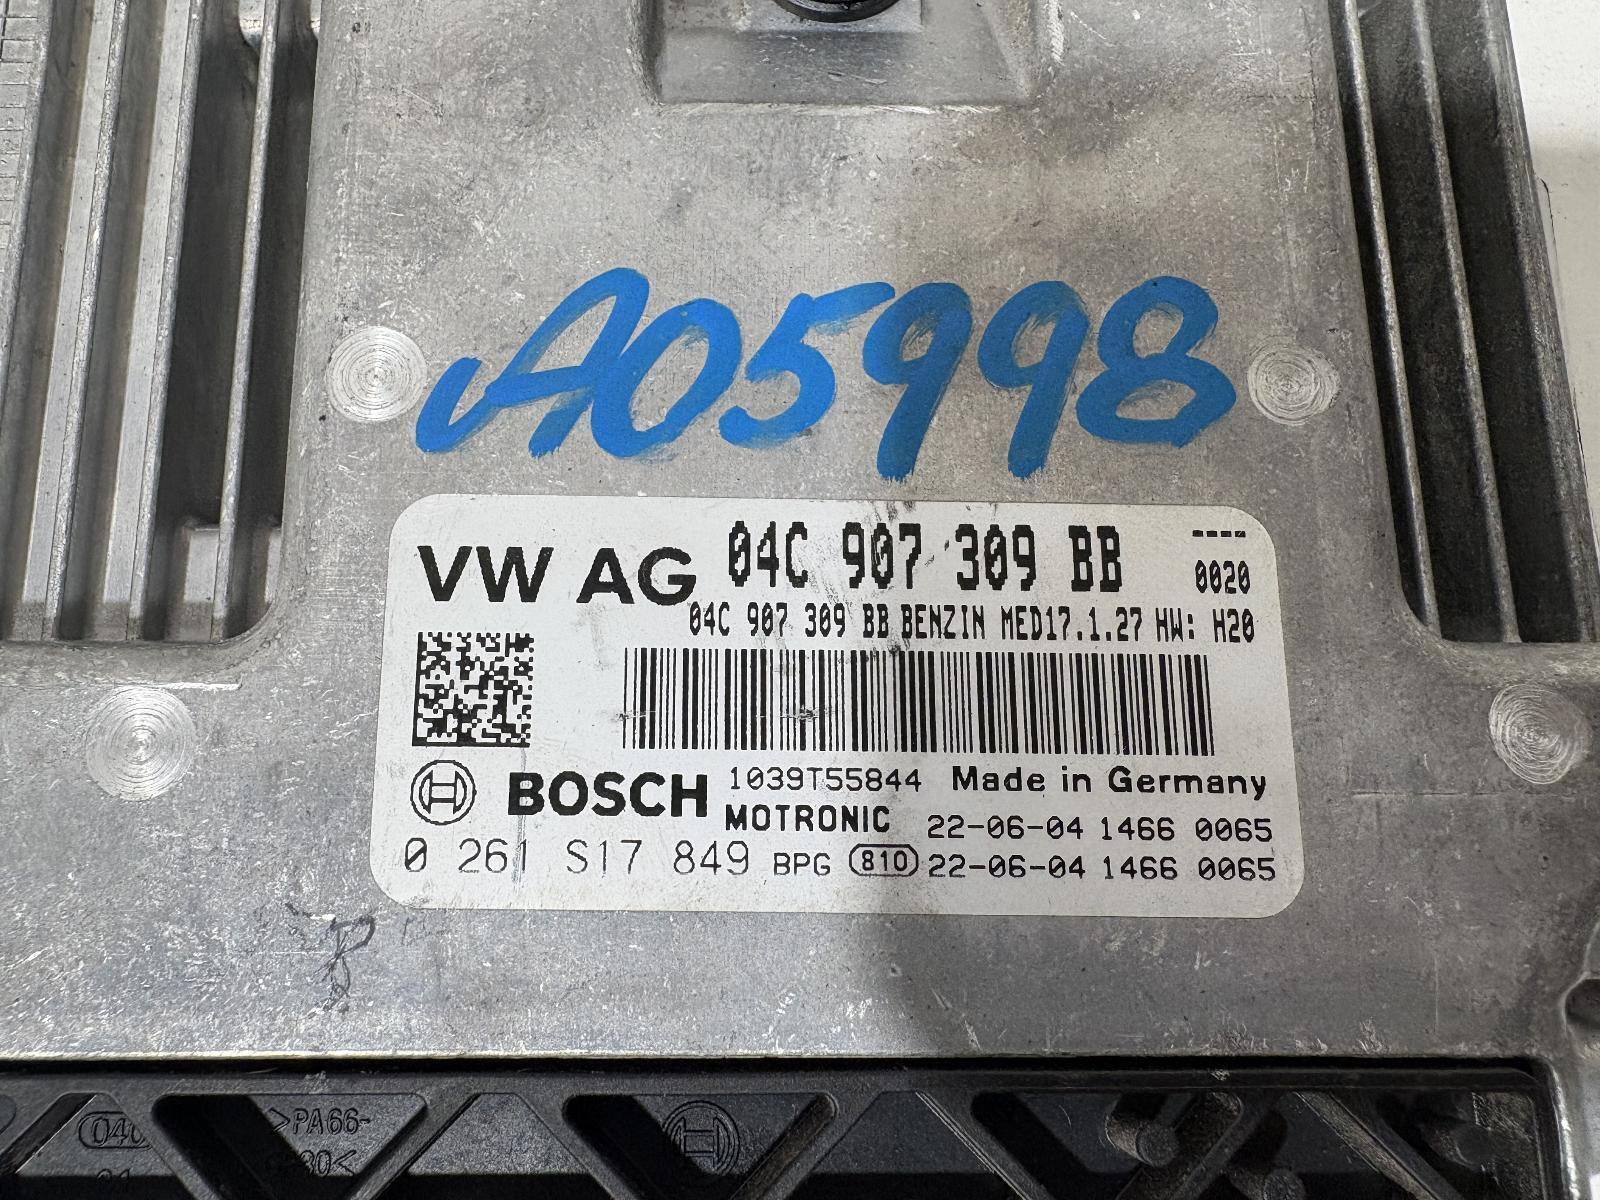 A05998
VW AG 04C 907 309 BB ----
0020
04C 907 309 BB BENZIN MED17.1.27 HW: H20
BOSCH 1039T55844 Made in Germany
MOTRONIC 22-06-04 1466 0065
0 261 S17 849 BPG 810 22-06-04 1466 0065
>PA66-